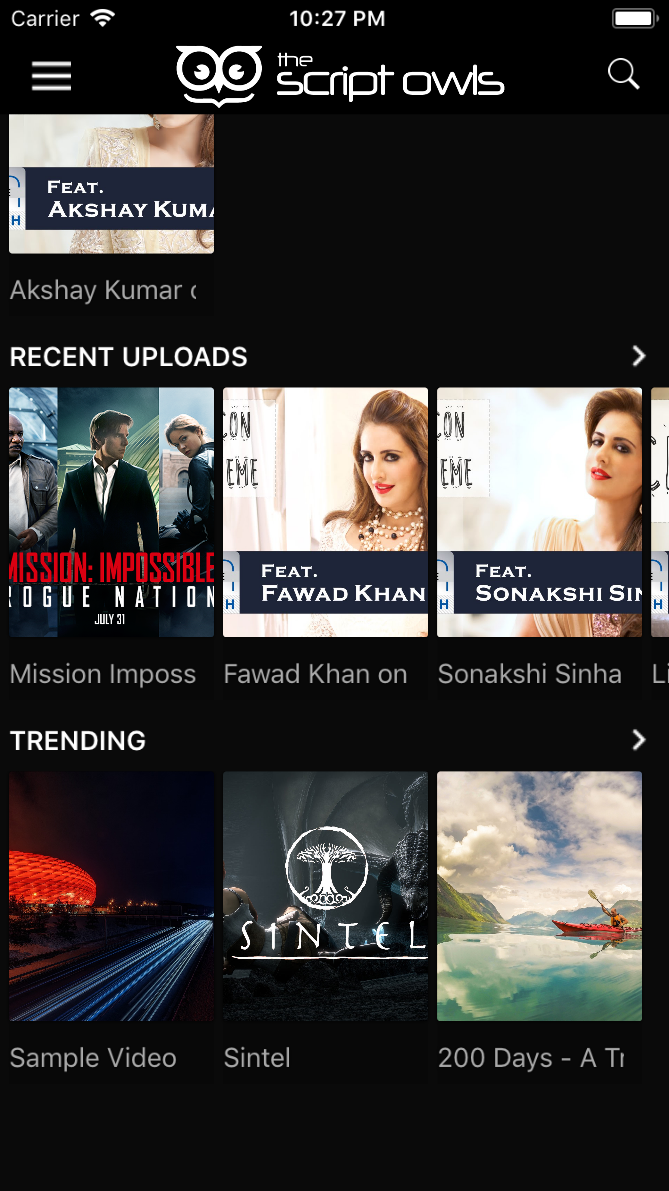 Carrier
10:27 PM
the
script owls
FEAT.
AKSHAY KUMA
Akshay Kumar
RECENT UPLOADS
MISSION: IMPOSSIBLE
ROGUE NATION
JULY 31
CON
EME
FEAT.
FAWAD KHAN
CON
EME
FEAT.
SONAKSHI SIN
Mission Imposs
Fawad Khan on
Sonakshi Sinha
Li
TRENDING
SINTEL
Sample Video
Sintel
200 Days - A Tr